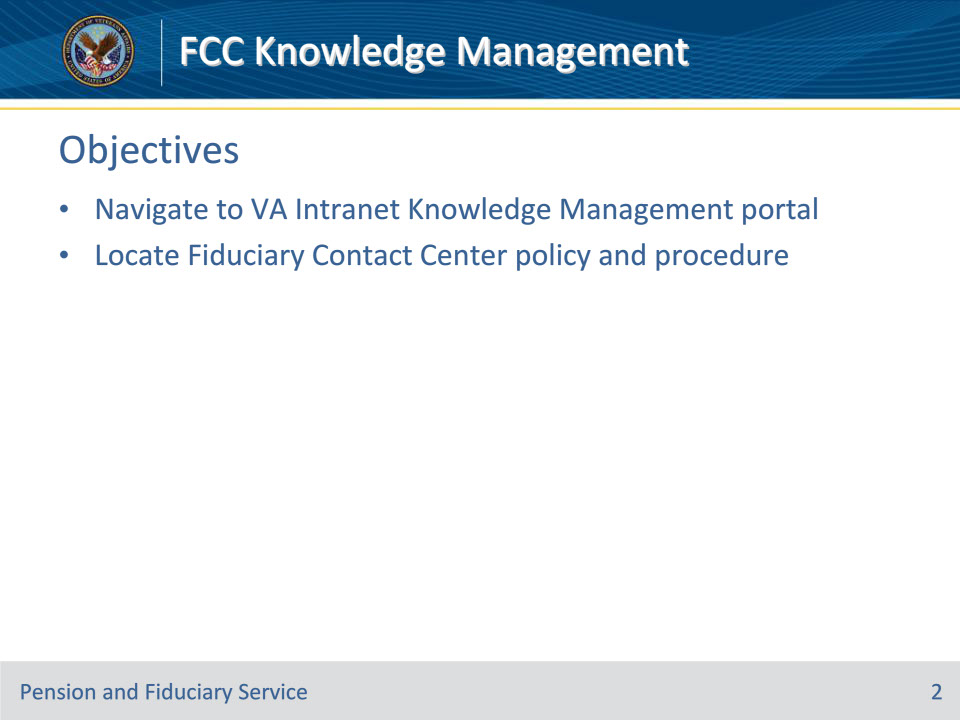 FCC Knowledge Management
Objectives
• Navigate to VA Intranet Knowledge Management portal
• Locate Fiduciary Contact Center policy and procedure
Pension and Fiduciary Service
2